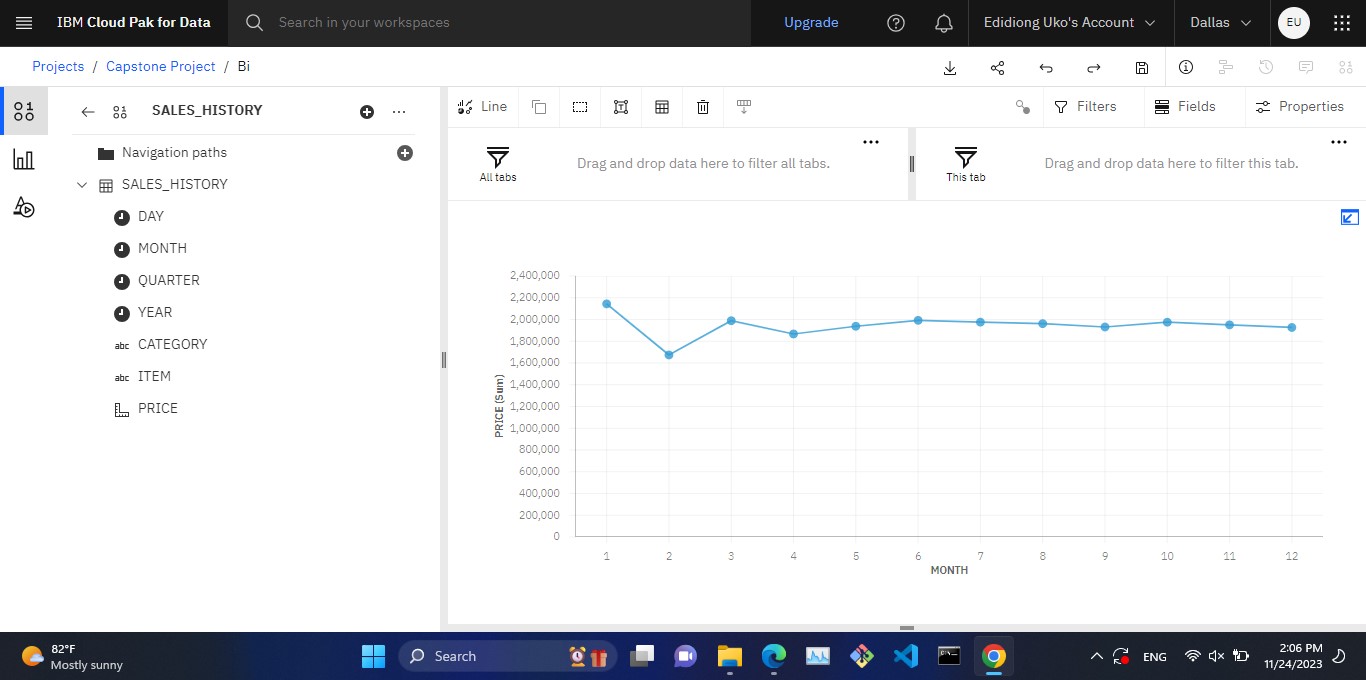 IBM Cloud Pak for Data
Search in your workspaces
Upgrade
Edidiong Uko's Account
Dallas
EU
Projects / Capstone Project / Bi
SALES_HISTORY
Navigation paths
SALES_HISTORY
DAY
MONTH
QUARTER
YEAR
abc CATEGORY
abc ITEM
PRICE
Line
Filters
Fields
Properties
All tabs
Drag and drop data here to filter all tabs.
This tab
Drag and drop data here to filter this tab.
PRICE (Sum)
2,400,000
2,200,000
2,000,000
1,800,000
1,600,000
1,400,000
1,200,000
1,000,000
800,000
600,000
400,000
200,000
0
1 2 3 4 5 6 7 8 9 10 11 12
MONTH
82°F
Mostly sunny
Search
ENG
2:06 PM
11/24/2023